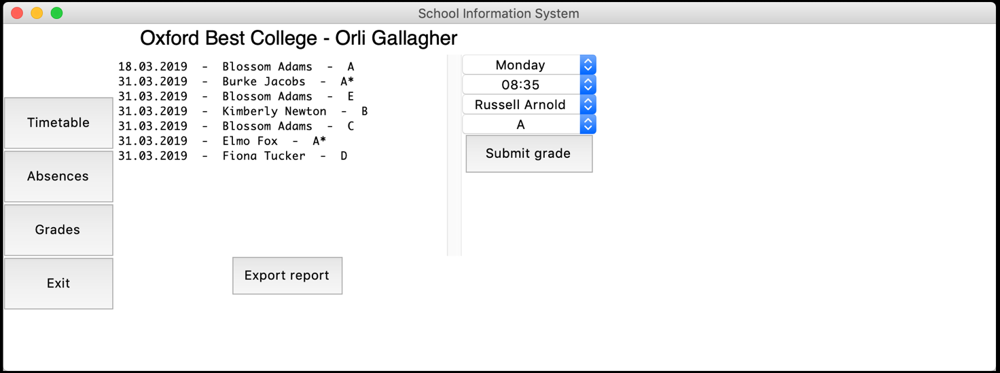 School Information System
Oxford Best College - Orli Gallagher
18.03.2019 - Blossom Adams - A
31.03.2019 - Burke Jacobs - A*
31.03.2019 - Blossom Adams - E
31.03.2019 - Kimberly Newton - B
31.03.2019 - Blossom Adams - C
31.03.2019 - Elmo Fox - A*
31.03.2019 - Fiona Tucker - D
Monday
08:35
Russell Arnold
A
Submit grade
Timetable
Absences
Grades
Exit
Export report